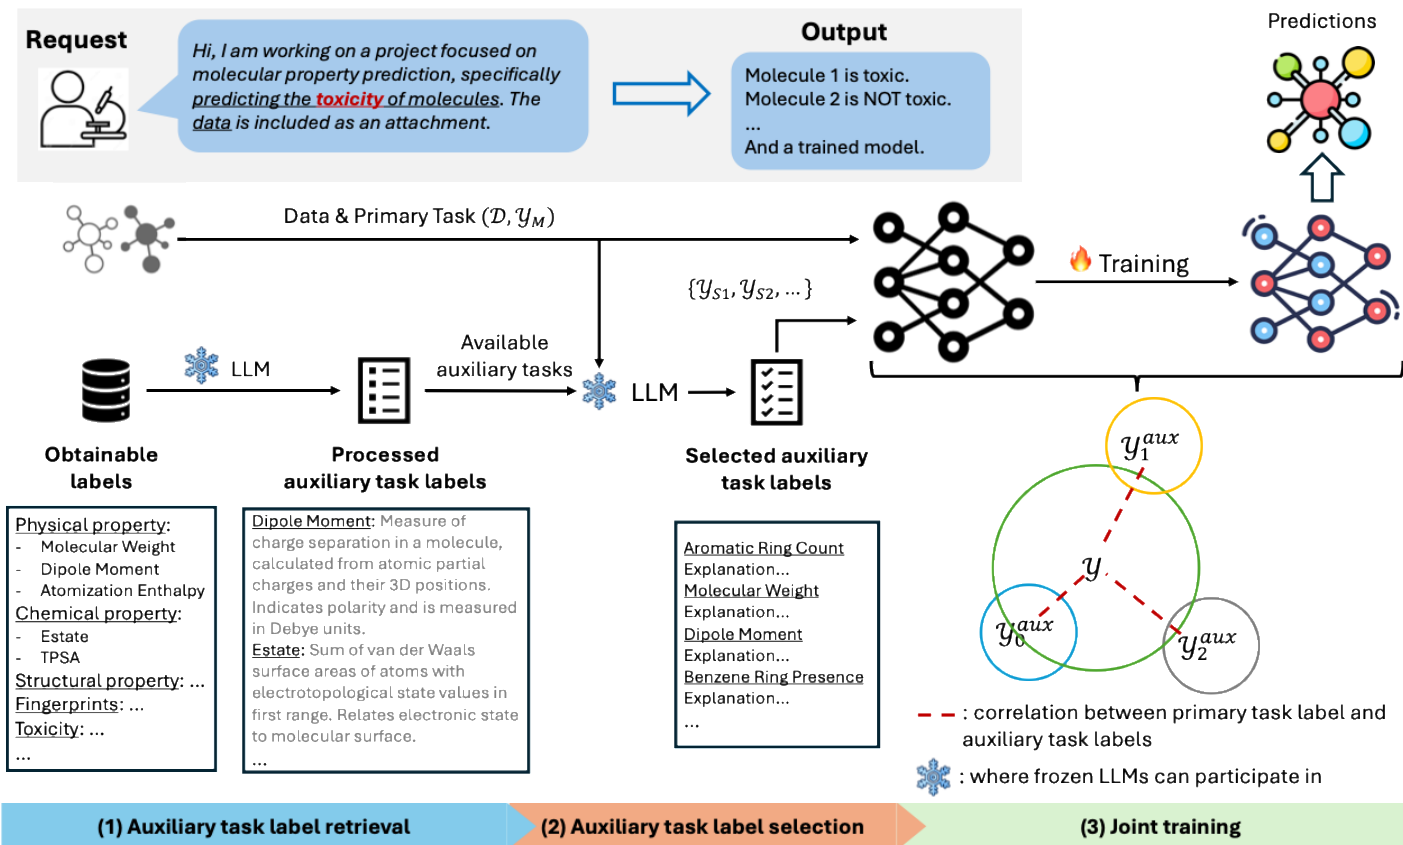 Request
Hi, I am working on a project focused on
molecular property prediction, specifically
predicting the toxicity of molecules. The
data is included as an attachment.
Output
Molecule 1 is toxic.
Molecule 2 is NOT toxic.
...
And a trained model.
Predictions
Data & Primary Task (𝒟, 𝒴_M)
{𝒴_S1, 𝒴_S2, ...}
Training
LLM
Available
auxiliary tasks
LLM
Obtainable
labels
Physical property:
- Molecular Weight
- Dipole Moment
- Atomization Enthalpy
Chemical property:
- Estate
- TPSA
Structural property: ...
Fingerprints: ...
Toxicity: ...
...
Processed
auxiliary task labels
Dipole Moment: Measure of
charge separation in a molecule,
calculated from atomic partial
charges and their 3D positions.
Indicates polarity and is measured
in Debye units.
Estate: Sum of van der Waals
surface areas of atoms with
electrotopological state values in
first range. Relates electronic state
to molecular surface.
...
Selected auxiliary
task labels
Aromatic Ring Count
Explanation...
Molecular Weight
Explanation...
Dipole Moment
Explanation...
Benzene Ring Presence
Explanation...
...
𝒴_1^aux
𝒴
𝒴_0^aux
𝒴_2^aux
: correlation between primary task label and
auxiliary task labels
: where frozen LLMs can participate in
(1) Auxiliary task label retrieval
(2) Auxiliary task label selection
(3) Joint training